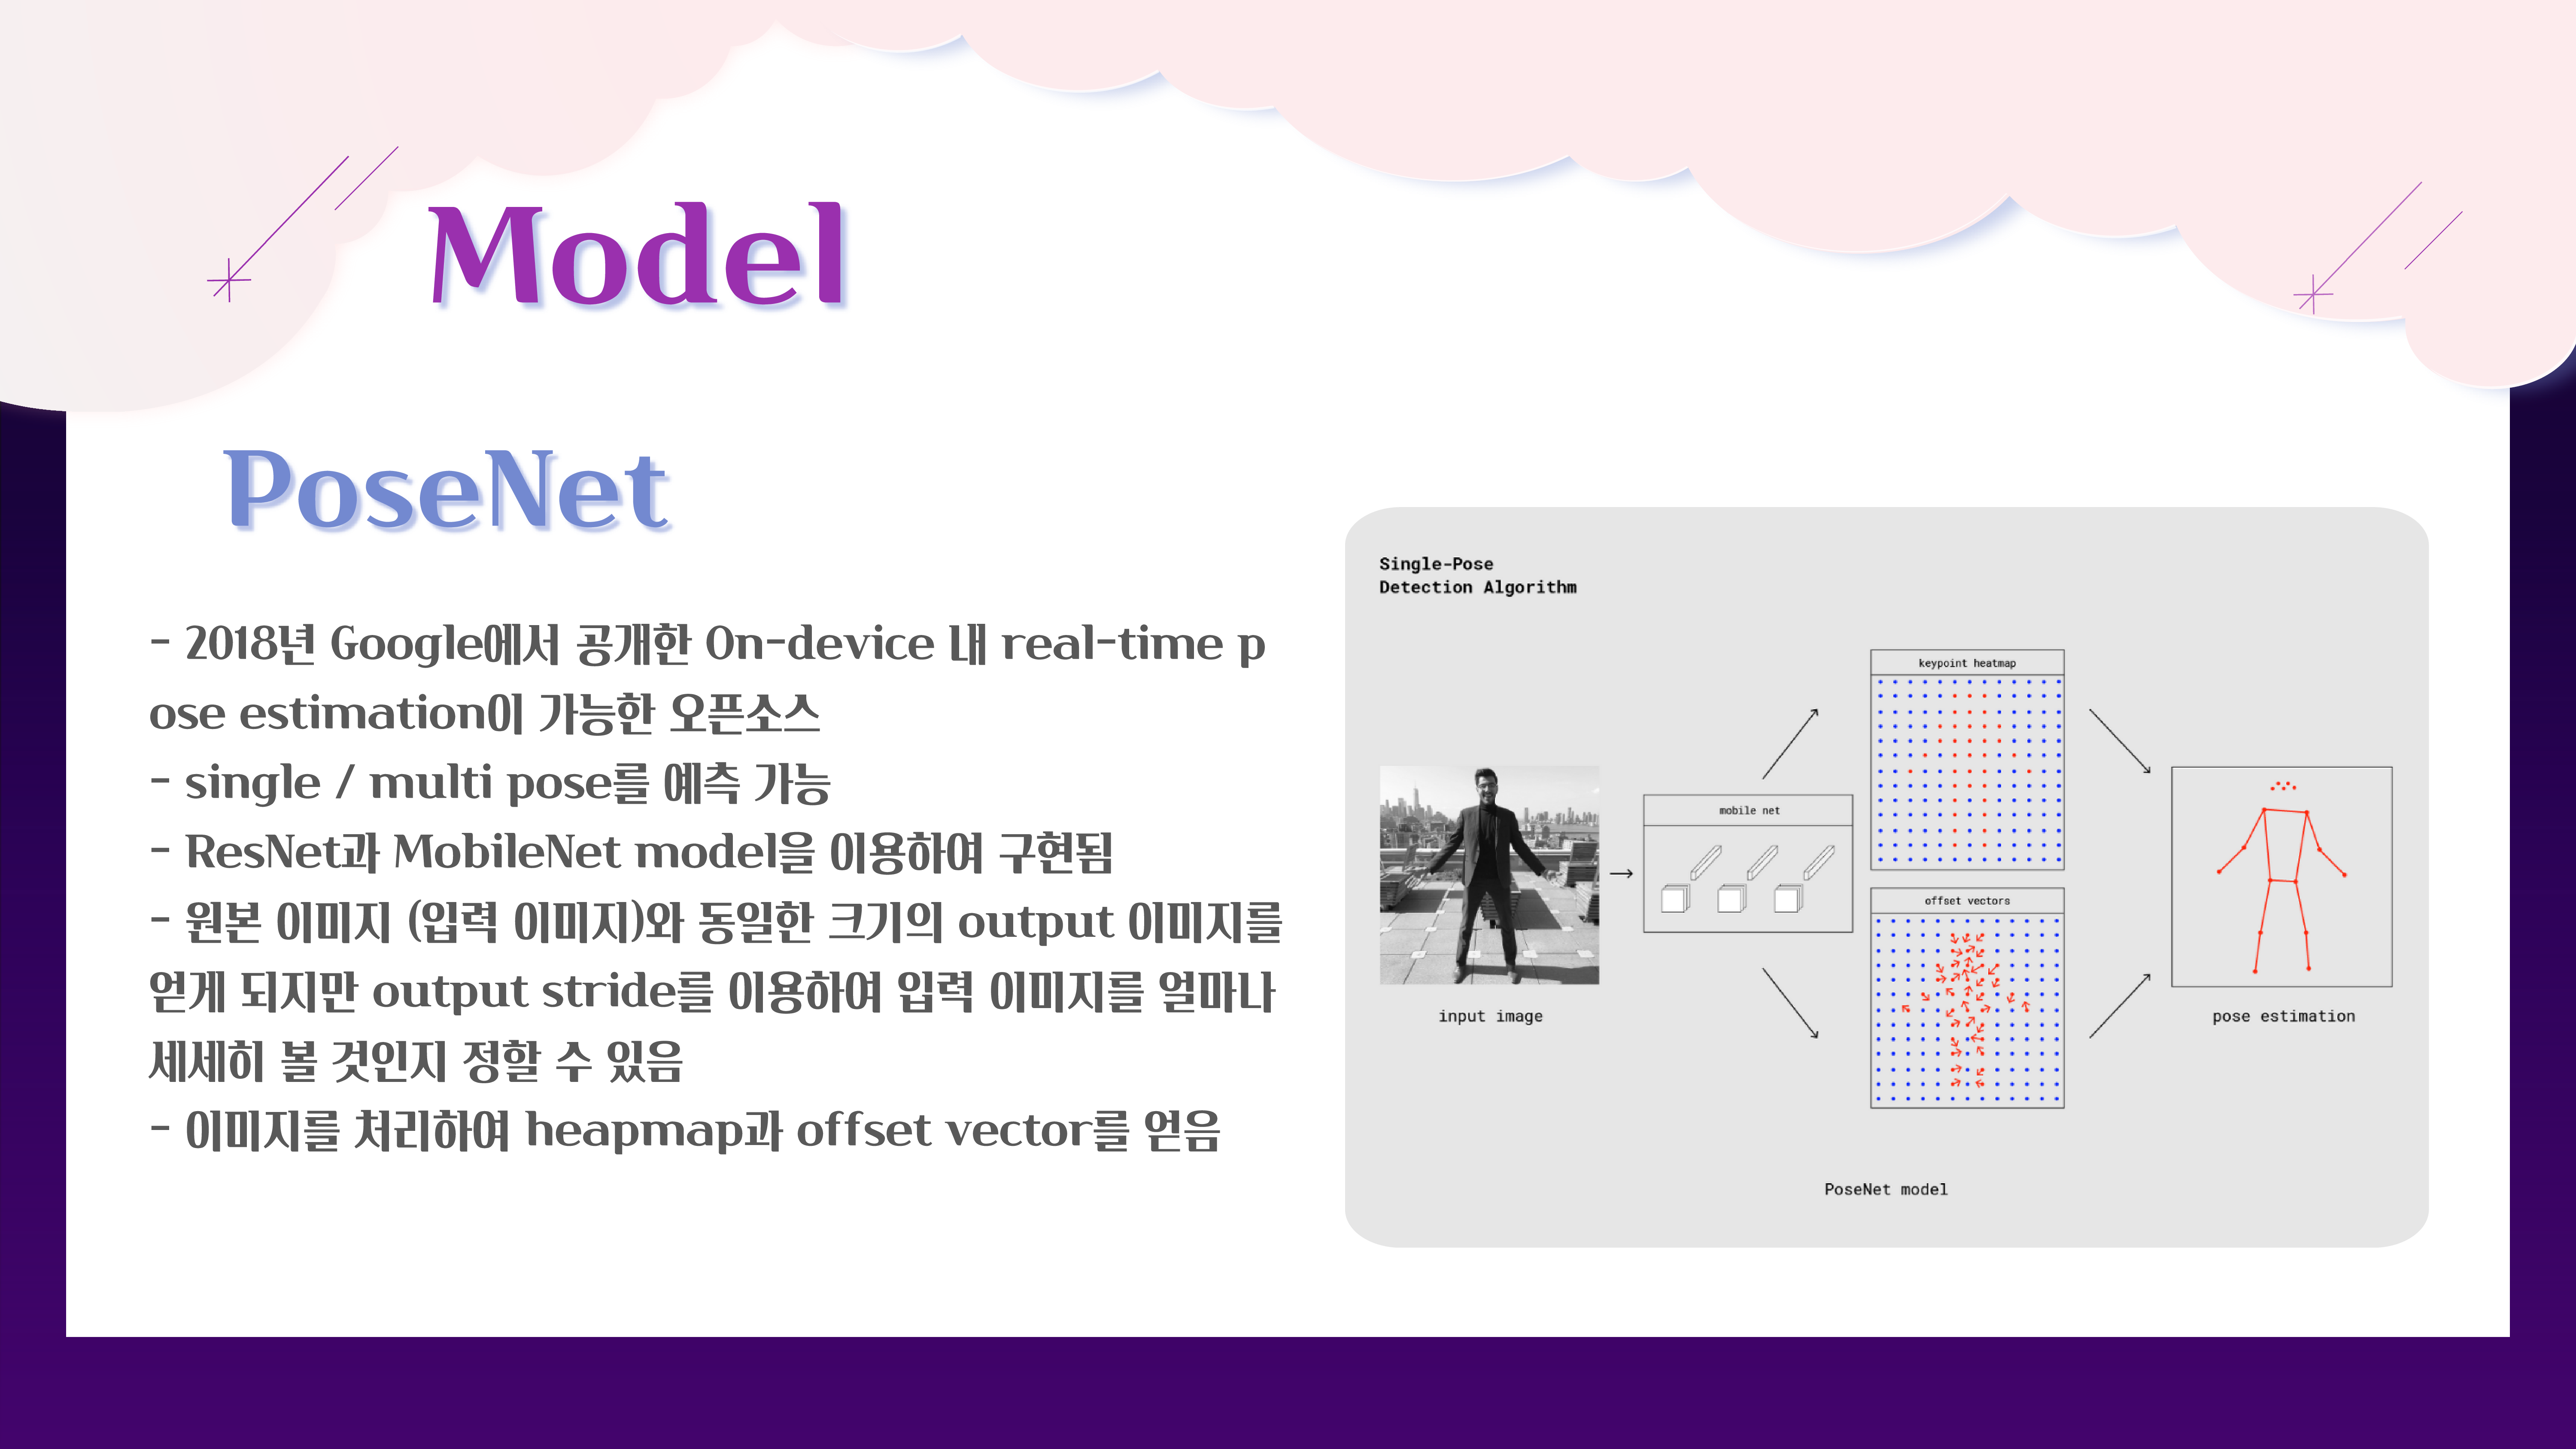 Model
PoseNet
- 2018년 Google에서 공개한 On-device 내 real-time p
ose estimation이 가능한 오픈소스
- single / multi pose를 예측 가능
- ResNet과 MobileNet model을 이용하여 구현됨
- 원본 이미지 (입력 이미지)와 동일한 크기의 output 이미지를
얻게 되지만 output stride를 이용하여 입력 이미지를 얼마나
세세히 볼 것인지 정할 수 있음
- 이미지를 처리하여 heapmap과 offset vector를 얻음
Single-Pose
Detection Algorithm
input image
mobile net
keypoint heatmap
offset vectors
pose estimation
PoseNet model